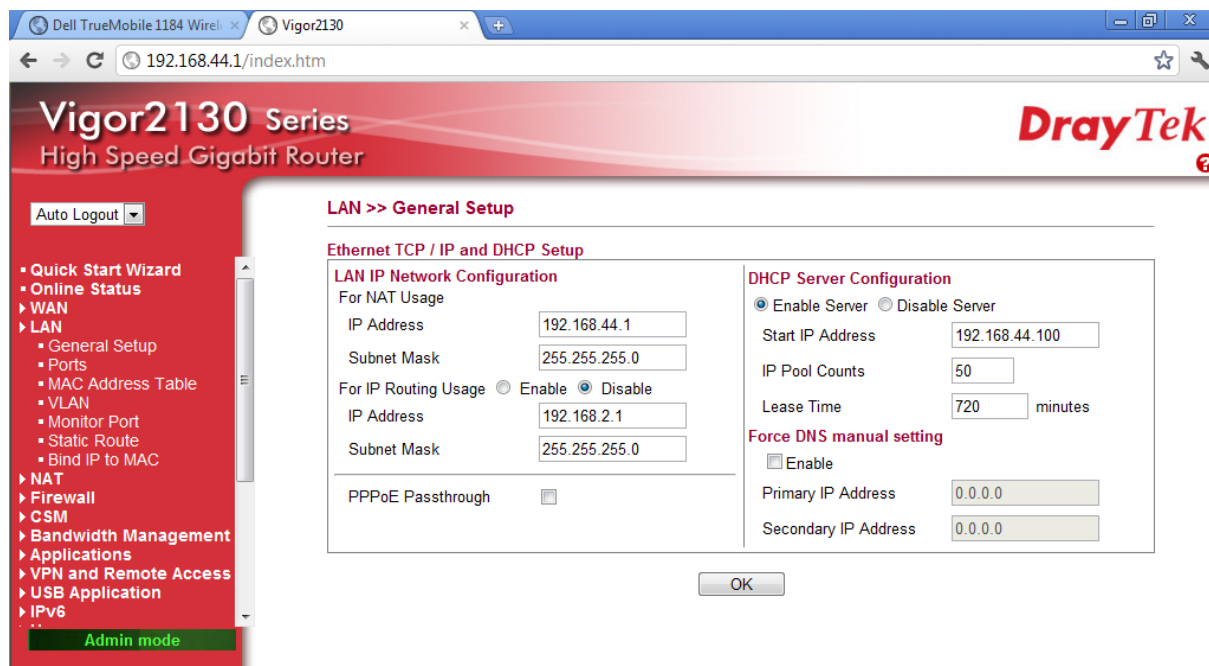 Dell TrueMobile 1184 Wirel
Vigor2130
192.168.44.1/index.htm
Vigor2130 Series
High Speed Gigabit Router
DrayTek
?
Auto Logout
Quick Start Wizard
Online Status
WAN
LAN
General Setup
Ports
MAC Address Table
VLAN
Monitor Port
Static Route
Bind IP to MAC
NAT
Firewall
CSM
Bandwidth Management
Applications
VPN and Remote Access
USB Application
IPv6
Admin mode
LAN >> General Setup
Ethernet TCP / IP and DHCP Setup
LAN IP Network Configuration
For NAT Usage
IP Address 192.168.44.1
Subnet Mask 255.255.255.0
For IP Routing Usage Enable Disable
IP Address 192.168.2.1
Subnet Mask 255.255.255.0
PPPoE Passthrough
DHCP Server Configuration
Enable Server Disable Server
Start IP Address 192.168.44.100
IP Pool Counts 50
Lease Time 720 minutes
Force DNS manual setting
Enable
Primary IP Address 0.0.0.0
Secondary IP Address 0.0.0.0
OK